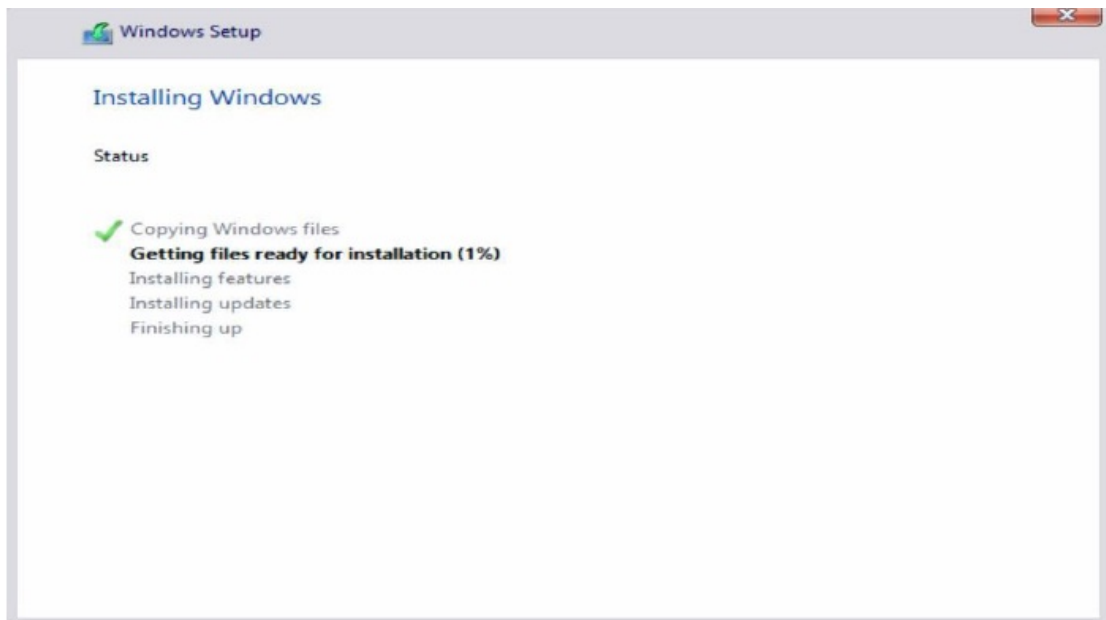 Windows Setup
Installing Windows
Status
Copying Windows files
Getting files ready for installation (1%)
Installing features
Installing updates
Finishing up